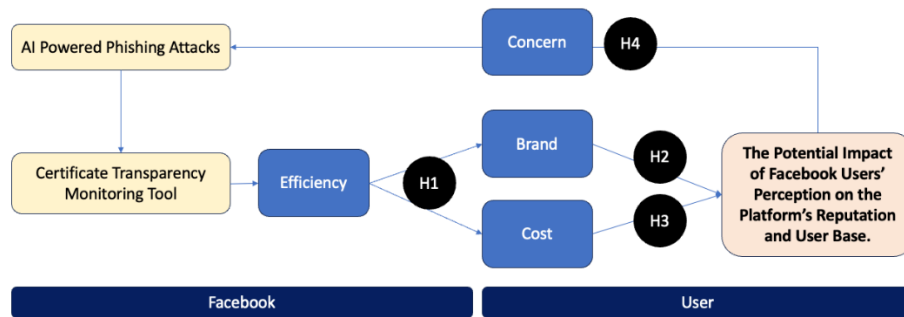 AI Powered Phishing Attacks
Concern
H4
Certificate Transparency
Monitoring Tool
Efficiency
H1
Brand
Cost
H2
H3
The Potential Impact
of Facebook Users'
Perception on the
Platform's Reputation
and User Base.
Facebook
User